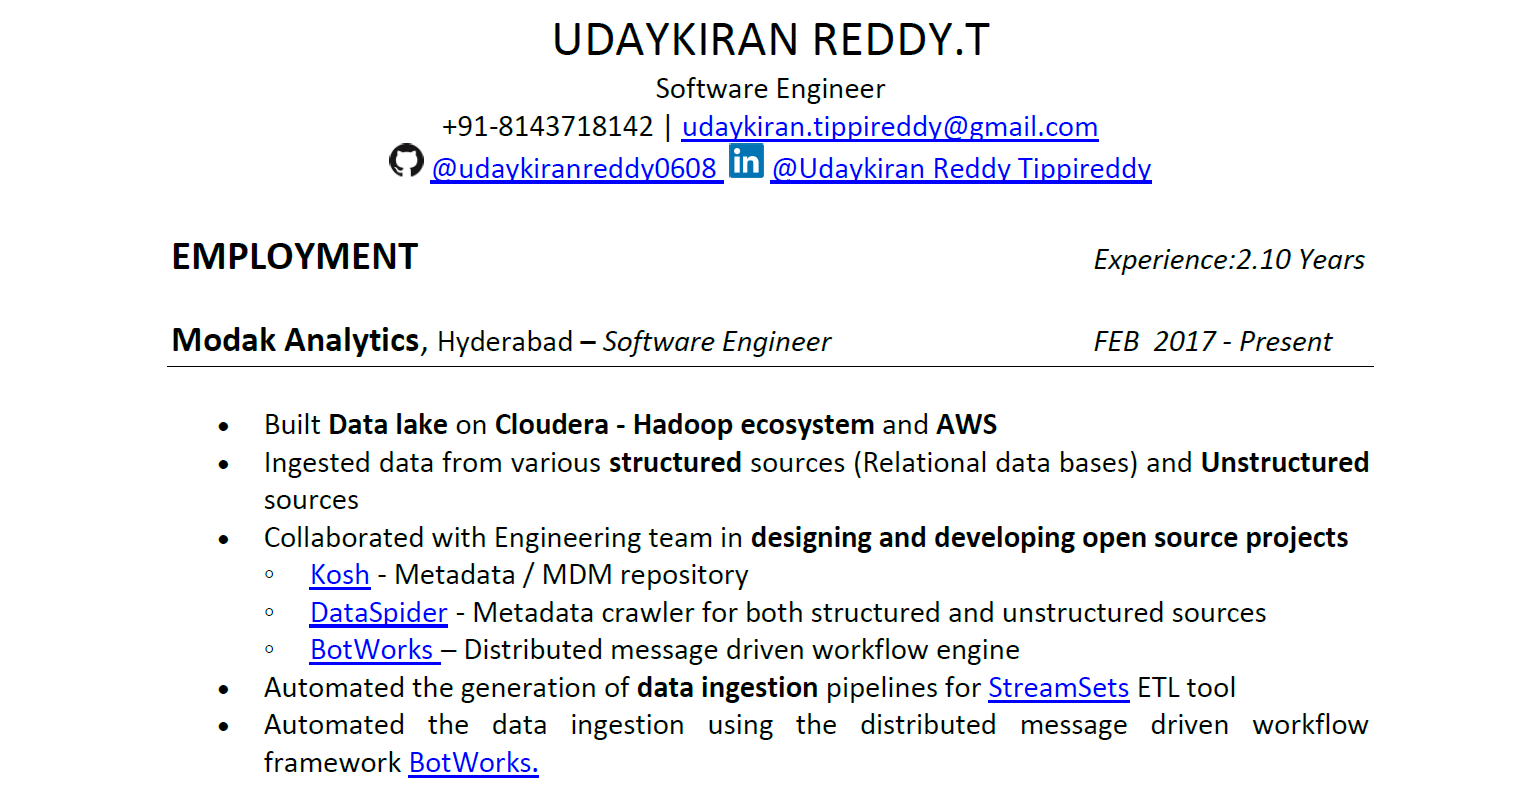 UDAYKIRAN REDDY.T
Software Engineer
+91-8143718142 | udaykiran.tippireddy@gmail.com
@udaykiranreddy0608 in @Udaykiran Reddy Tippireddy
EMPLOYMENT Experience:2.10 Years
Modak Analytics, Hyderabad – Software Engineer FEB 2017 - Present
• Built Data lake on Cloudera - Hadoop ecosystem and AWS
• Ingested data from various structured sources (Relational data bases) and Unstructured
sources
• Collaborated with Engineering team in designing and developing open source projects
◦ Kosh - Metadata / MDM repository
◦ DataSpider - Metadata crawler for both structured and unstructured sources
◦ BotWorks – Distributed message driven workflow engine
• Automated the generation of data ingestion pipelines for StreamSets ETL tool
• Automated the data ingestion using the distributed message driven workflow
framework BotWorks.